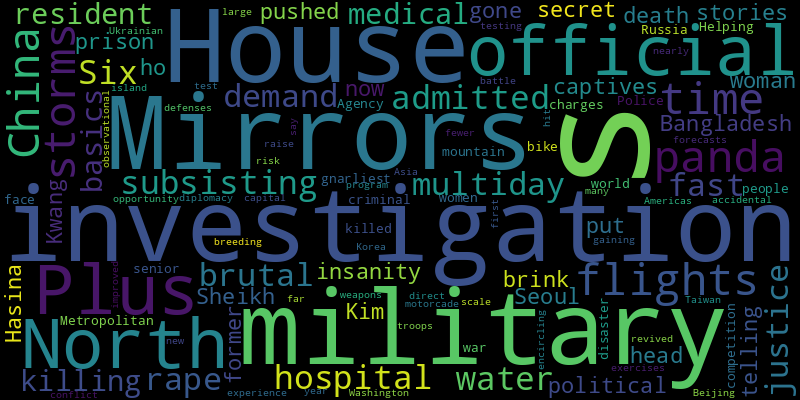 large
pushed
medical
gone
secret
death
stories
resident
House
official
testing
Russia
Helping
Ukrainian
prison
China
storms
Six
ho
nearly
island
test
battle
woman
demand
now
Agency
admitted
captives
time
defenses
basics
Mirrors
S
charges
Police
Bangladesh
hit
say
raise
risk
fewer
bike
forecasts
observational
mountain
panda
Kwang
subsisting
gnarliest
Asia
multiday
world
fast
people
program
many
opportunity
diplomacy
capital
criminal
women
first
Americas
accidental
face
investigation
killed
put
gaining
breeding
Korea
Plus
senior
improved
brutal
insanity
brink
flights
justice
Hasina
Sheikh
far
weapons
direct
scale
Seoul
Taiwan
Kim
motorcade
military
disaster
Metropolitan
troops
encircling
competition
telling
North
new
former
war
revived
head
killing
rape
hospital
water
exercises
political
conflict
experience
year
Washington
Beijing